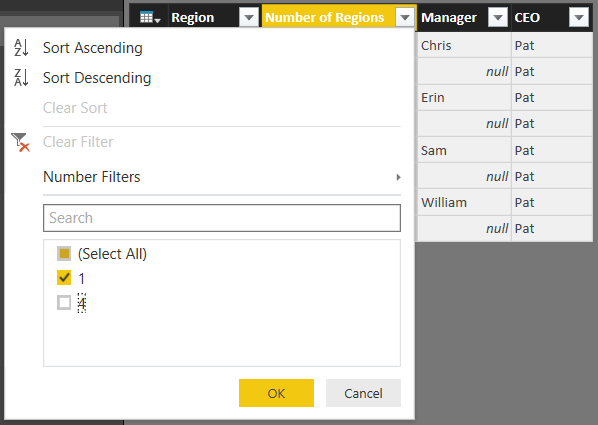 Region Number of Regions Manager CEO
Sort Ascending
Sort Descending
Clear Sort
Clear Filter
Number Filters
Search
(Select All)
1
4
OK Cancel
Chris Pat
null Pat
Erin Pat
null Pat
Sam Pat
null Pat
William Pat
null Pat